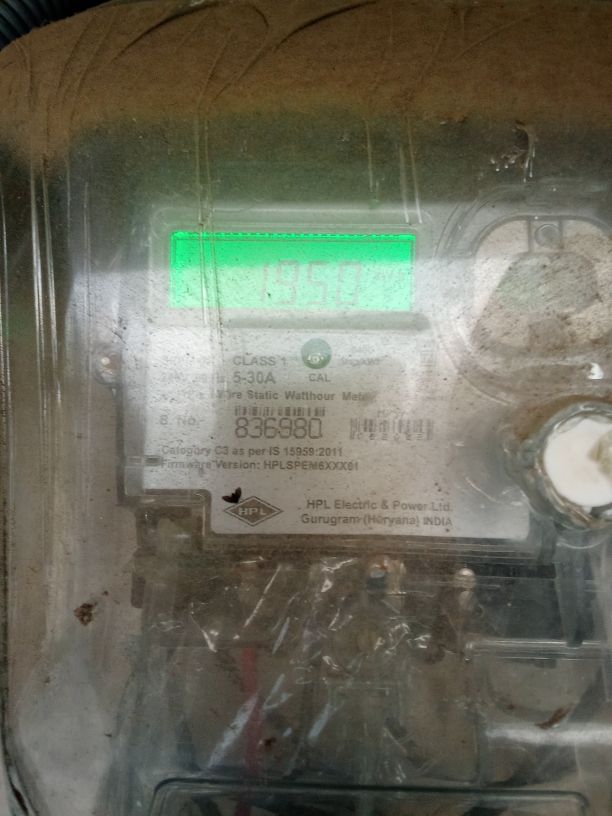 1950
CLASS 1
5-30A
CAL
Static Watthour
S. No.
836980
Category C3 as per IS 15959:2011
Firmware Version: HPLSPEM6XXX01
HPL
HPL Electric & Power Ltd.
Gurugram (Haryana) INDIA